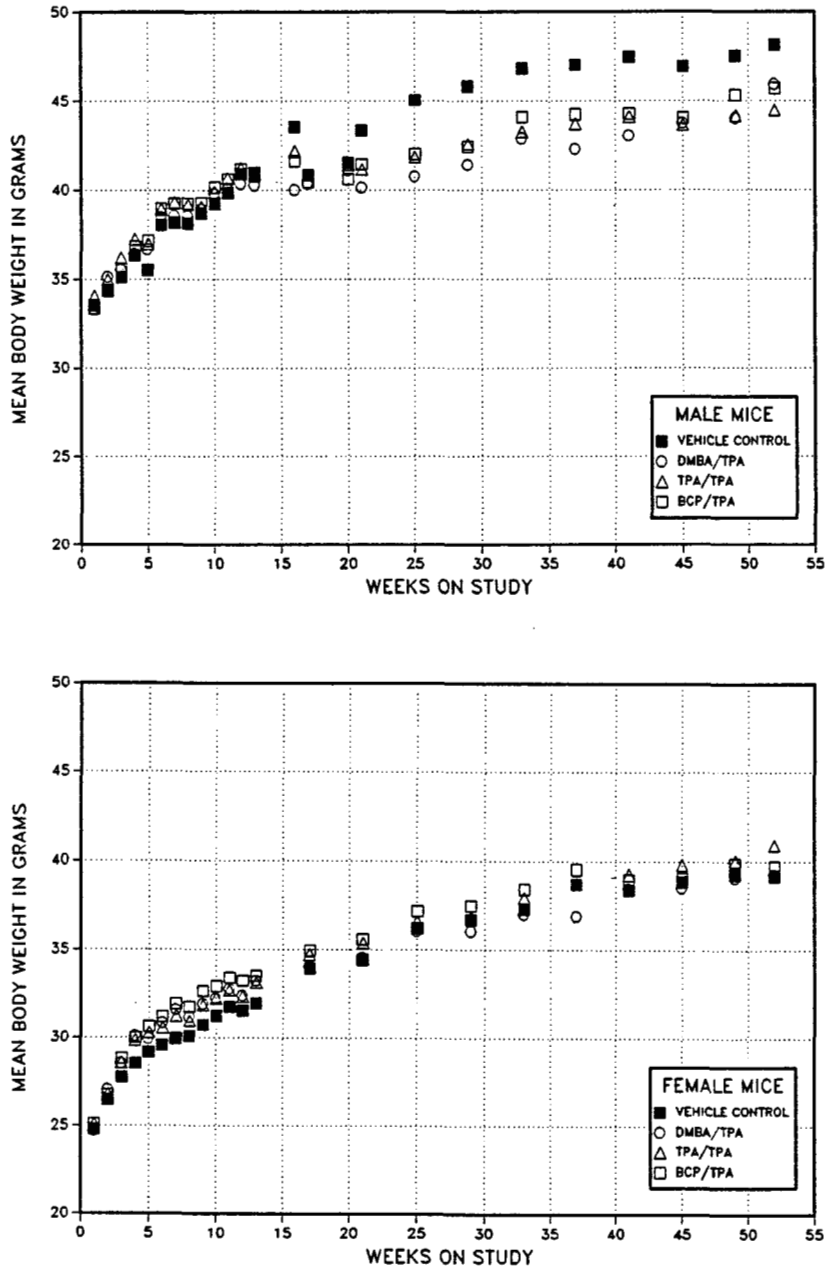 50
45
40
35
30
25
20
MEAN BODY WEIGHT IN GRAMS
MALE MICE
VEHICLE CONTROL
DMBA/TPA
TPA/TPA
BCP/TPA
0 5 10 15 20 25 30 35 40 45 50 55
WEEKS ON STUDY
50
45
40
35
30
25
20
MEAN BODY WEIGHT IN GRAMS
FEMALE MICE
VEHICLE CONTROL
DMBA/TPA
TPA/TPA
BCP/TPA
0 5 10 15 20 25 30 35 40 45 50 55
WEEKS ON STUDY